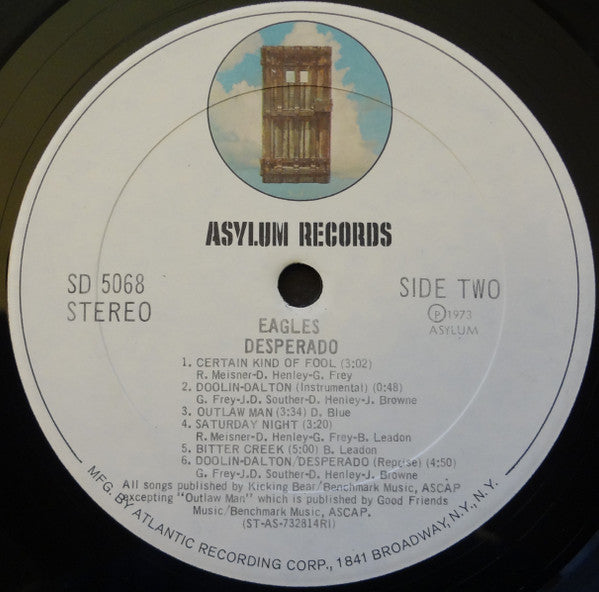 ASYLUM RECORDS
SD 5068
STEREO
SIDE TWO
Ⓟ1973
ASYLUM
EAGLES
DESPERADO
1. CERTAIN KIND OF FOOL (3:02)
R. Meisner-D. Henley-G. Frey
2. DOOLIN-DALTON (Instrumental) (0:48)
G. Frey-J.D. Souther-D. Henley-J. Browne
3. OUTLAW MAN (3:34) D. Blue
4. SATURDAY NIGHT (3:20)
R. Meisner-D. Henley-G. Frey-B. Leadon
5. BITTER CREEK (5:00) B. Leadon
6. DOOLIN-DALTON/DESPERADO (Reprise) (4:50)
G. Frey-J.D. Souther-D. Henley-J. Browne
All songs published by Kicking Bear/Benchmark Music, ASCAP
excepting "Outlaw Man" which is published by Good Friends
Music/Benchmark Music, ASCAP.
(ST-AS-732814RI)
MFG. BY ATLANTIC RECORDING CORP., 1841 BROADWAY, N.Y., N.Y.